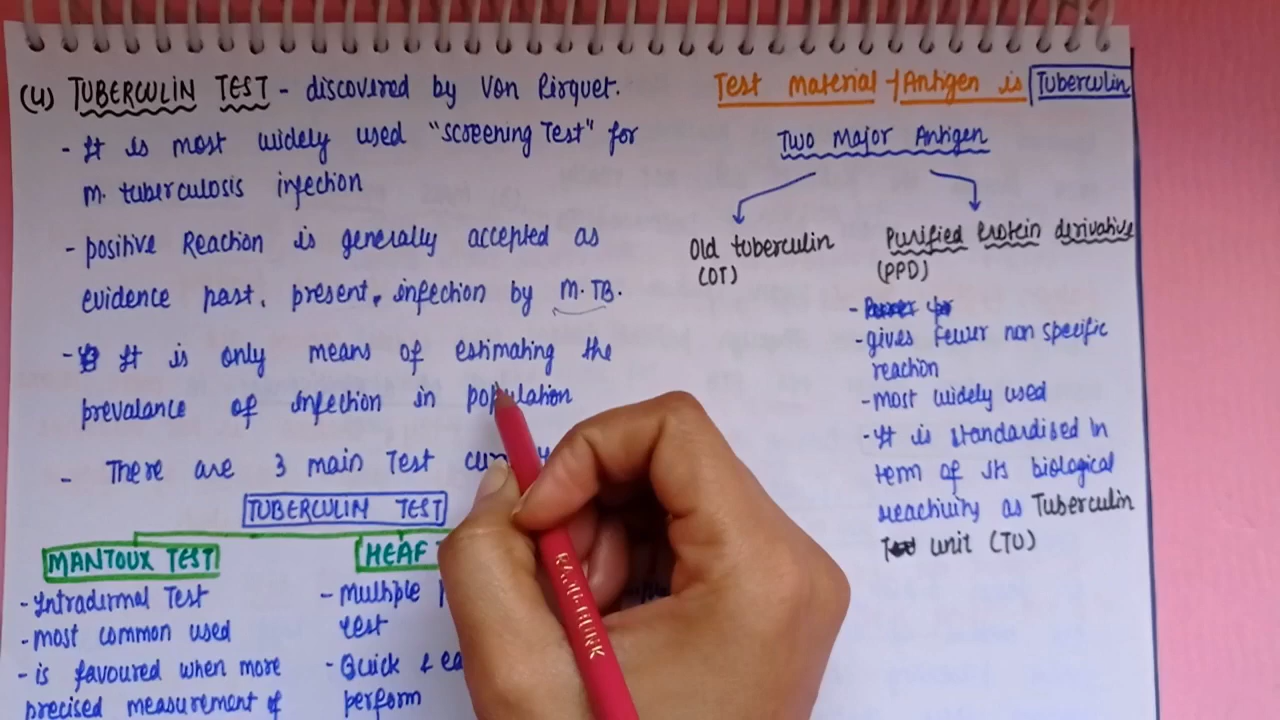 (4) TUBERCULIN TEST - discovered by Von Pirquet.
- It is most widely used "screening Test" for
m. tuberculosis infection
- positive Reaction is generally accepted as
evidence past. present, infection by M.TB.
- It is only means of estimating the
prevalance of infection in population
- There are 3 main Test
TUBERCULIN TEST
MANTOUX TEST
- Intradermal Test
- most common used
- is favoured when more
precised measurement of
HEAF
- Multiple
test
- Quick &
perform
Test material / Antigen is Tuberculin
Two Major Antigen
Old tuberculin
(OT)
Purified Protein derivative
(PPD)
- gives fewer non specific
reaction
- most widely used
- It is standardised in
term of its biological
reactivity as Tuberculin
unit (TU)